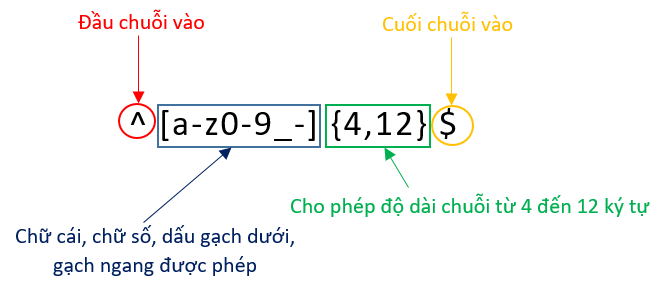 Đầu chuỗi vào
Cuối chuỗi vào
^[a-z0-9_-] {4,12}$
Cho phép độ dài chuỗi từ 4 đến 12 ký tự
Chữ cái, chữ số, dấu gạch dưới,
gạch ngang được phép